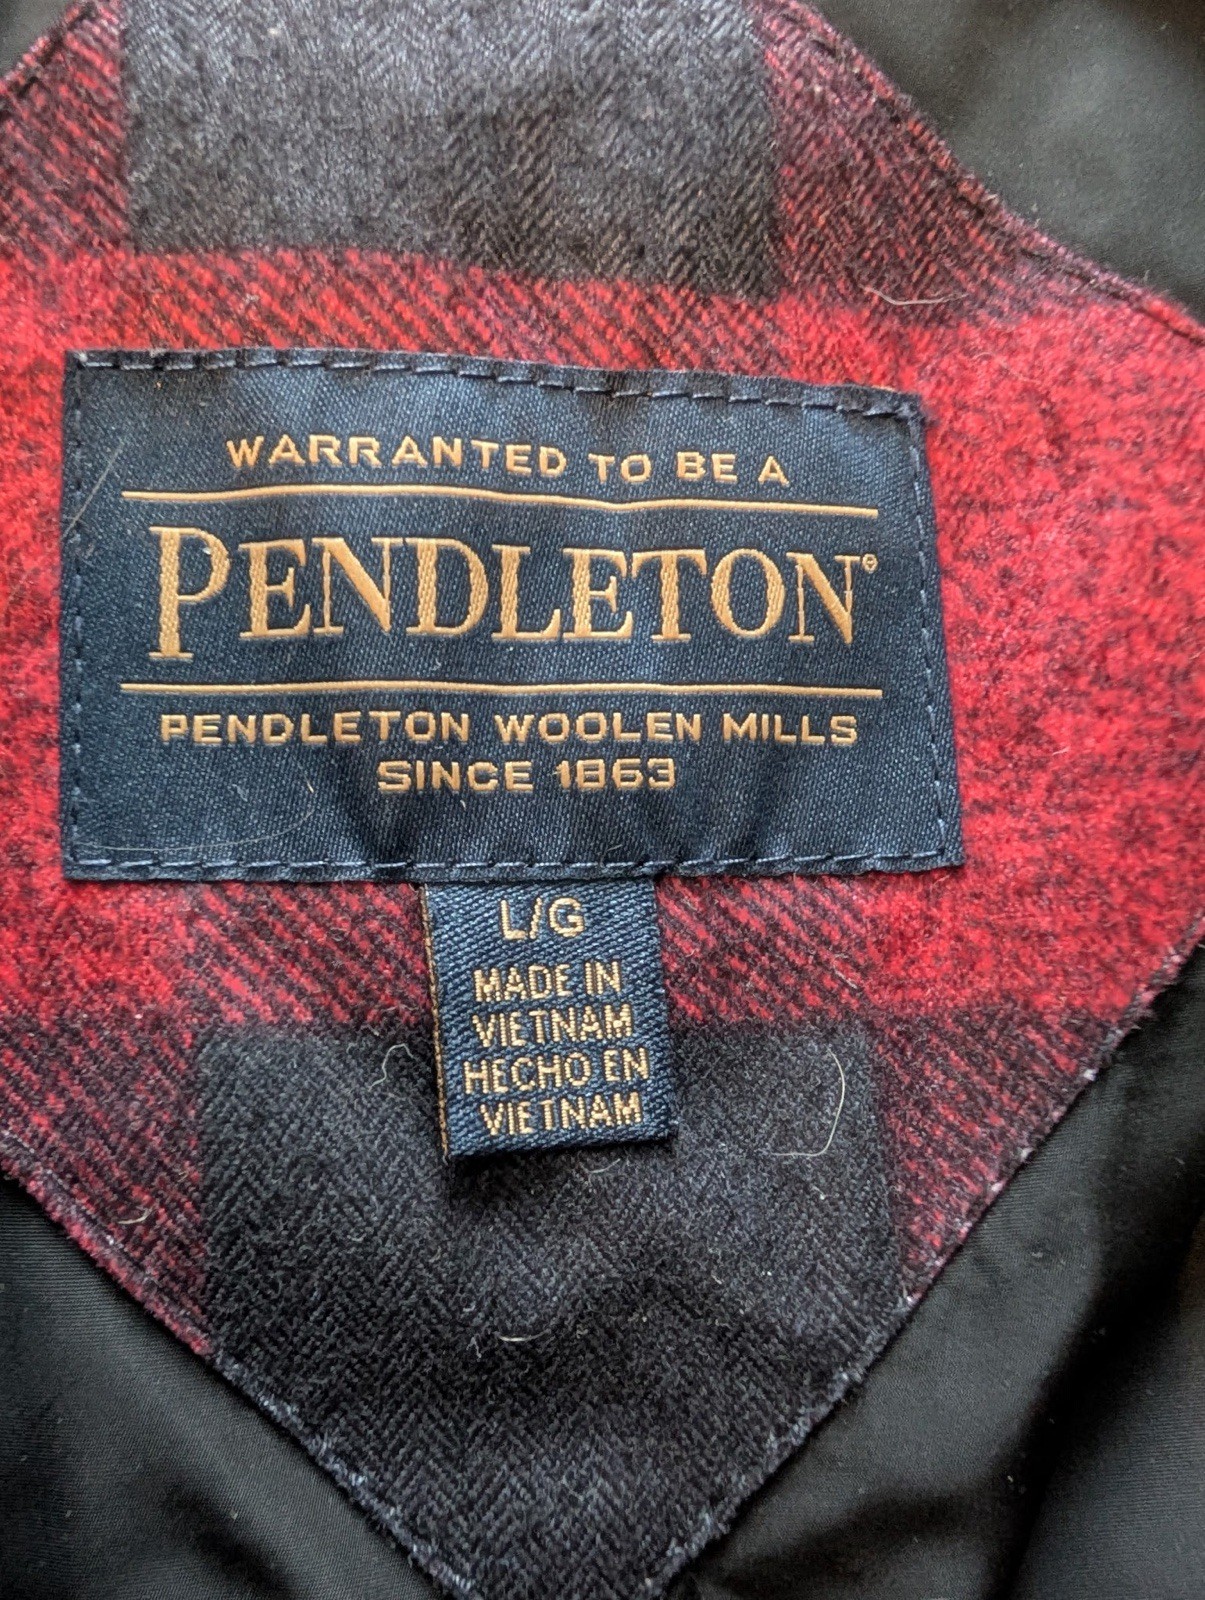 WARRANTED TO BE A
PENDLETON®
PENDLETON WOOLEN MILLS
SINCE 1863
L/G
MADE IN
VIETNAM
HECHO EN
VIETNAM